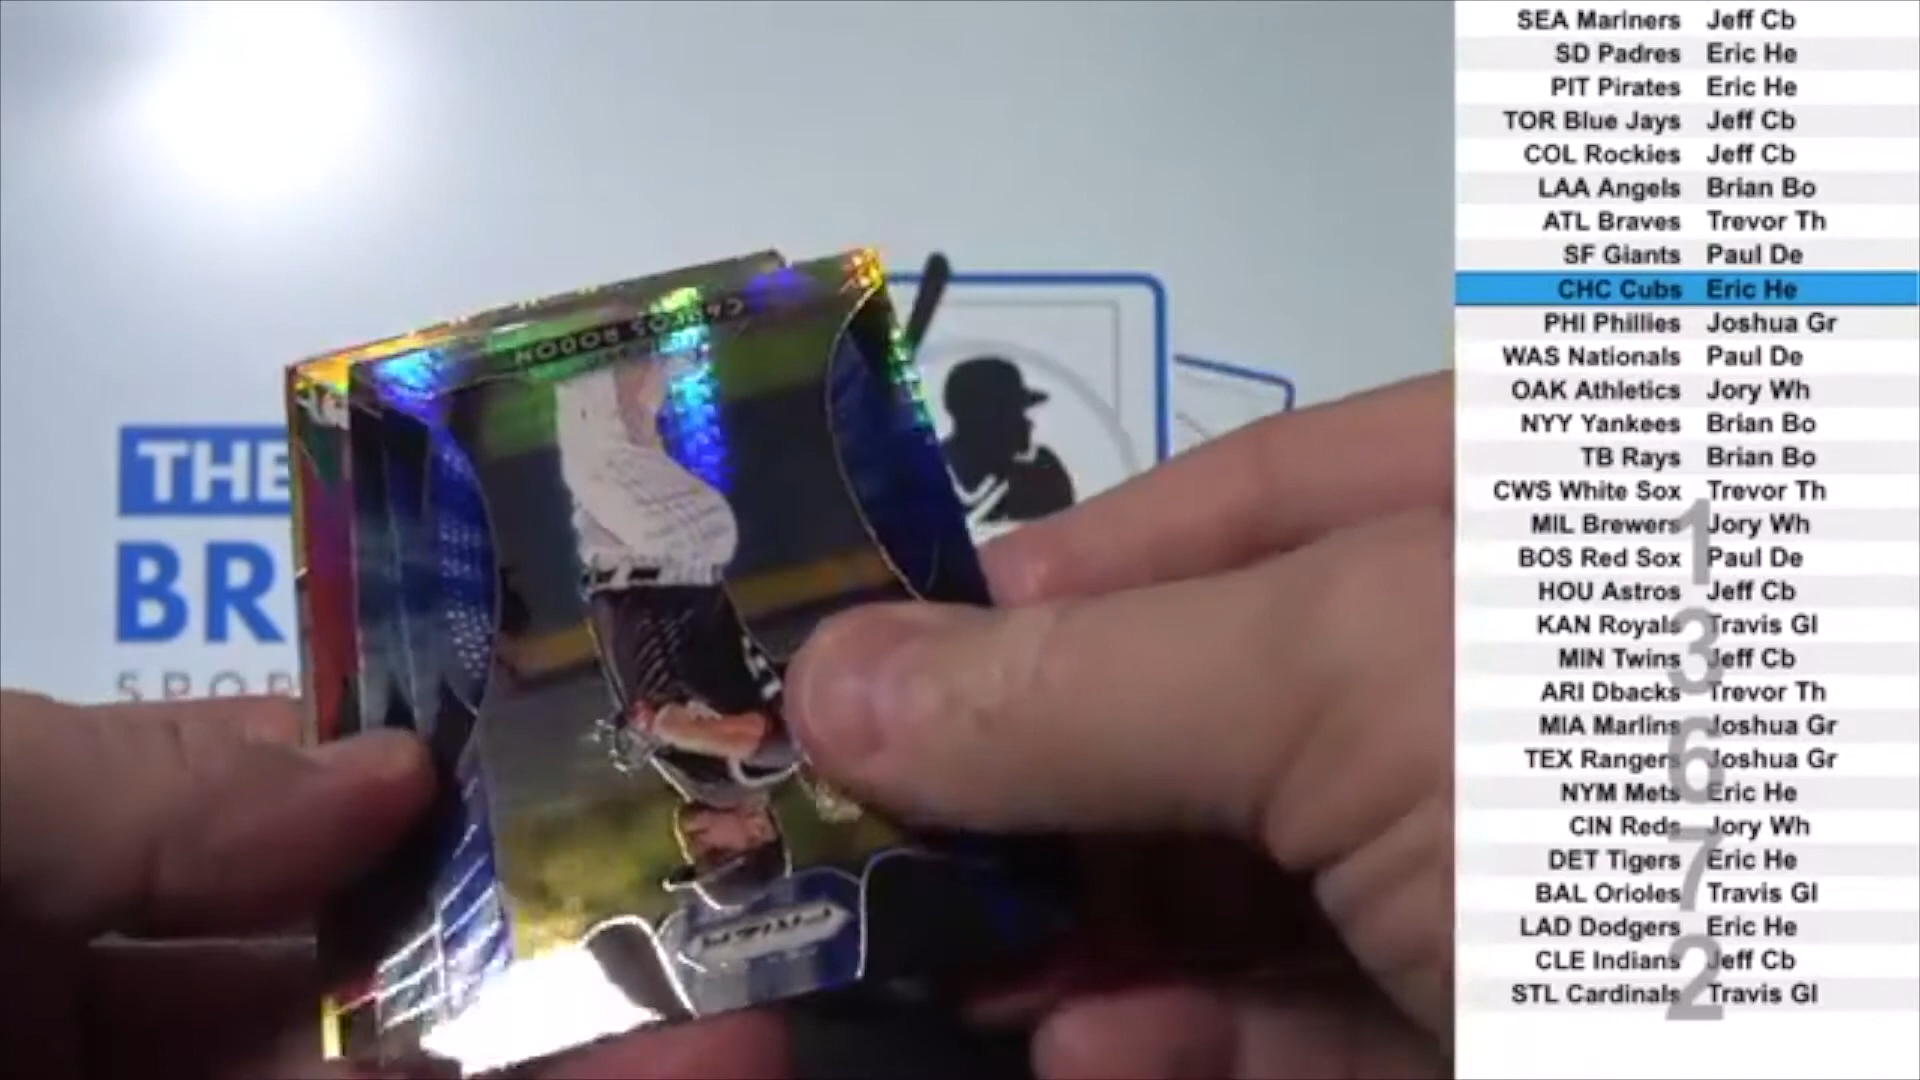 CARLOS RODON
PRIZM
THE
BR
SPOR
SEA Mariners Jeff Cb
SD Padres Eric He
PIT Pirates Eric He
TOR Blue Jays Jeff Cb
COL Rockies Jeff Cb
LAA Angels Brian Bo
ATL Braves Trevor Th
SF Giants Paul De
CHC Cubs Eric He
PHI Phillies Joshua Gr
WAS Nationals Paul De
OAK Athletics Jory Wh
NYY Yankees Brian Bo
TB Rays Brian Bo
CWS White Sox Trevor Th
MIL Brewers Jory Wh
BOS Red Sox Paul De
HOU Astros Jeff Cb
KAN Royals Travis Gl
MIN Twins Jeff Cb
ARI Dbacks Trevor Th
MIA Marlins Joshua Gr
TEX Rangers Joshua Gr
NYM Mets Eric He
CIN Reds Jory Wh
DET Tigers Eric He
BAL Orioles Travis Gl
LAD Dodgers Eric He
CLE Indians Jeff Cb
STL Cardinals Travis Gl
1
3
6
7
2